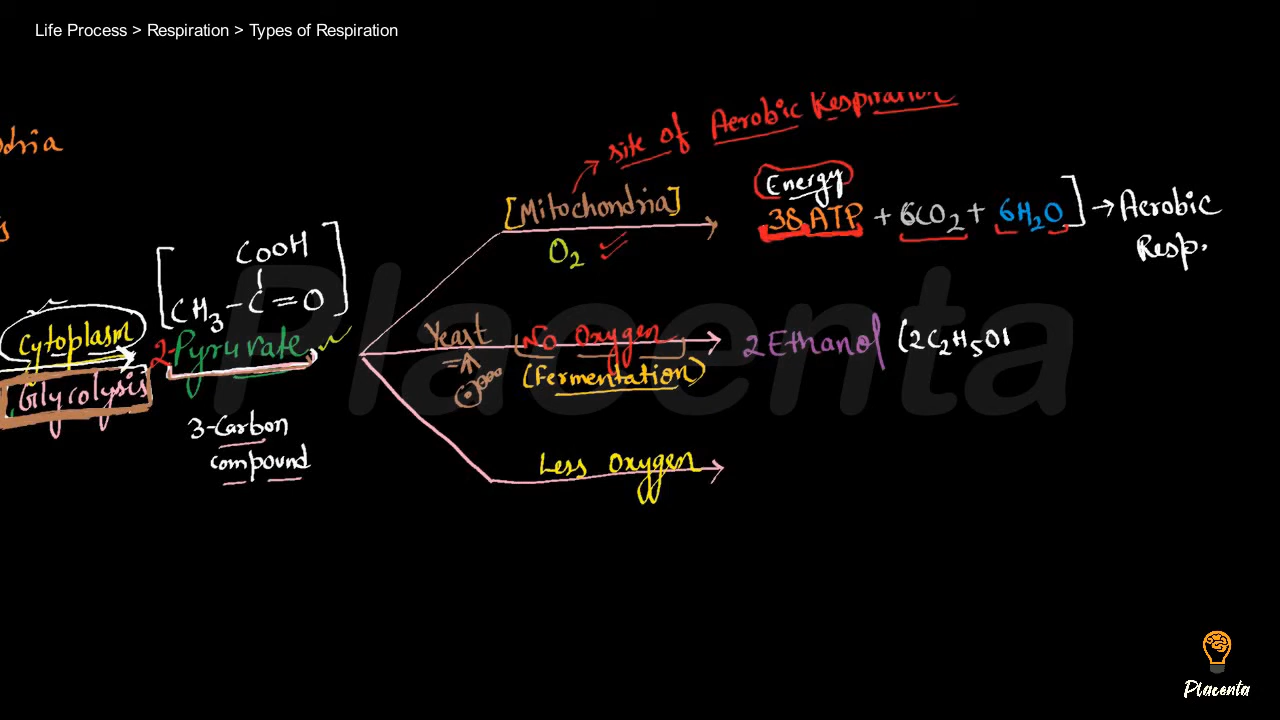 Life Process > Respiration > Types of Respiration
site of Aerobic Respiration
dria
[Mitochondria]
O2
Energy
38 ATP + 6CO2 + 6H2O] → Aerobic Resp.
s
[COOH
CH3-C=O]
Cytoplasm
Glycolysis
2-Pyruvate
3-Carbon
compound
Yeast
No Oxygen
(Fermentation)
2 Ethanol (2C2H5OH
Less Oxygen
Placenta
Placenta